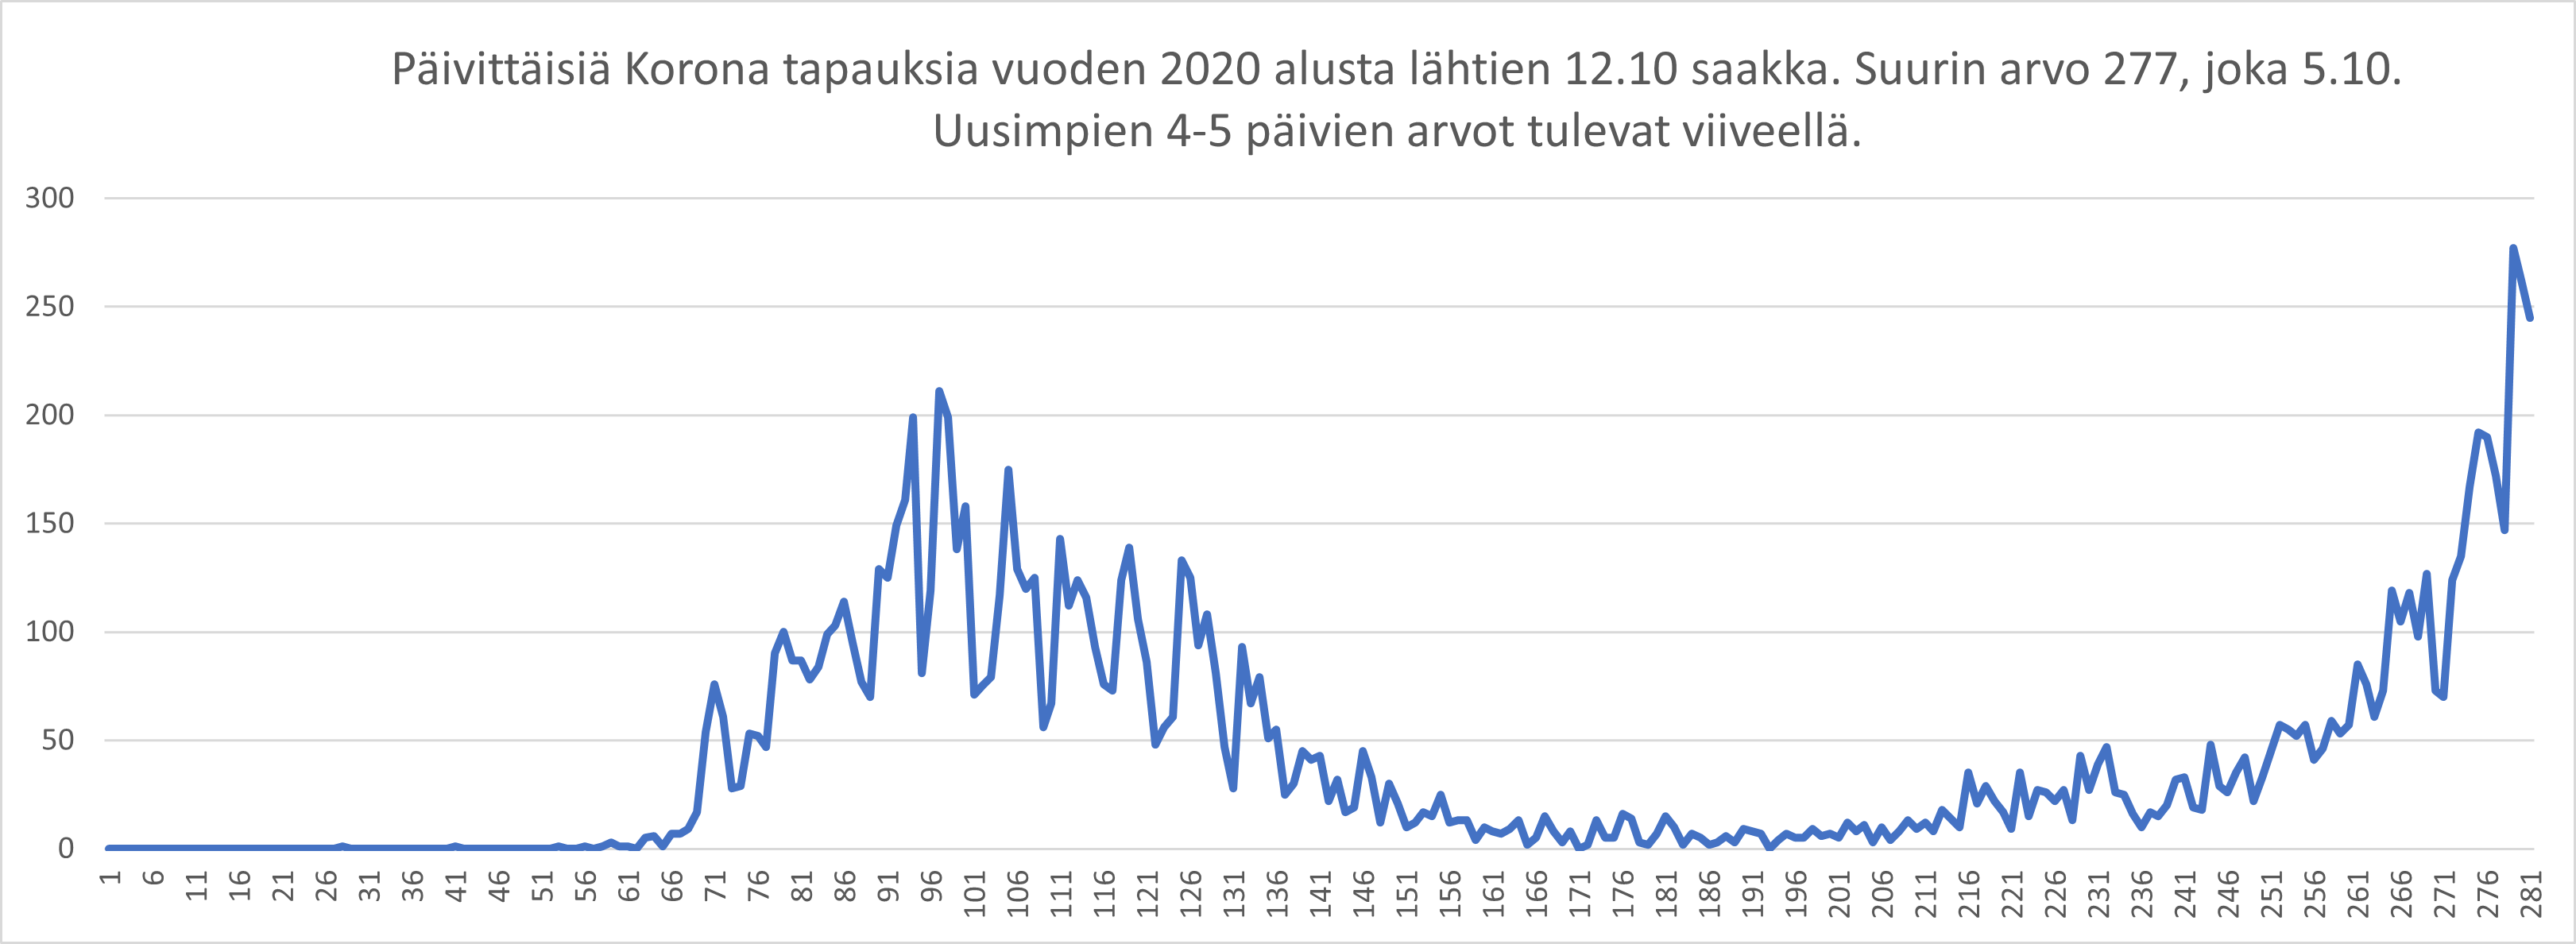 Päivittäisiä Korona tapauksia vuoden 2020 alusta lähtien 12.10 saakka. Suurin arvo 277, joka 5.10.
Uusimpien 4-5 päivien arvot tulevat viiveellä.
300
250
200
150
100
50
0
1 6 11 16 21 26 31 36 41 46 51 56 61 66 71 76 81 86 91 96 101 106 111 116 121 126 131 136 141 146 151 156 161 166 171 176 181 186 191 196 201 206 211 216 221 226 231 236 241 246 251 256 261 266 271 276 281